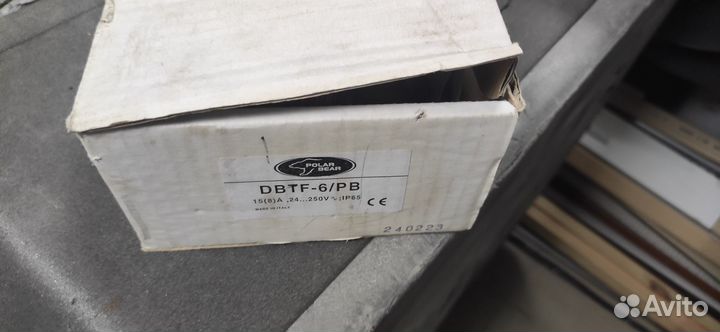 POLAR
BEAR
DBTF-6/PB
15(8)A ,24...250V ∿;IP65
MADE IN ITALY
CE
240223
Avito